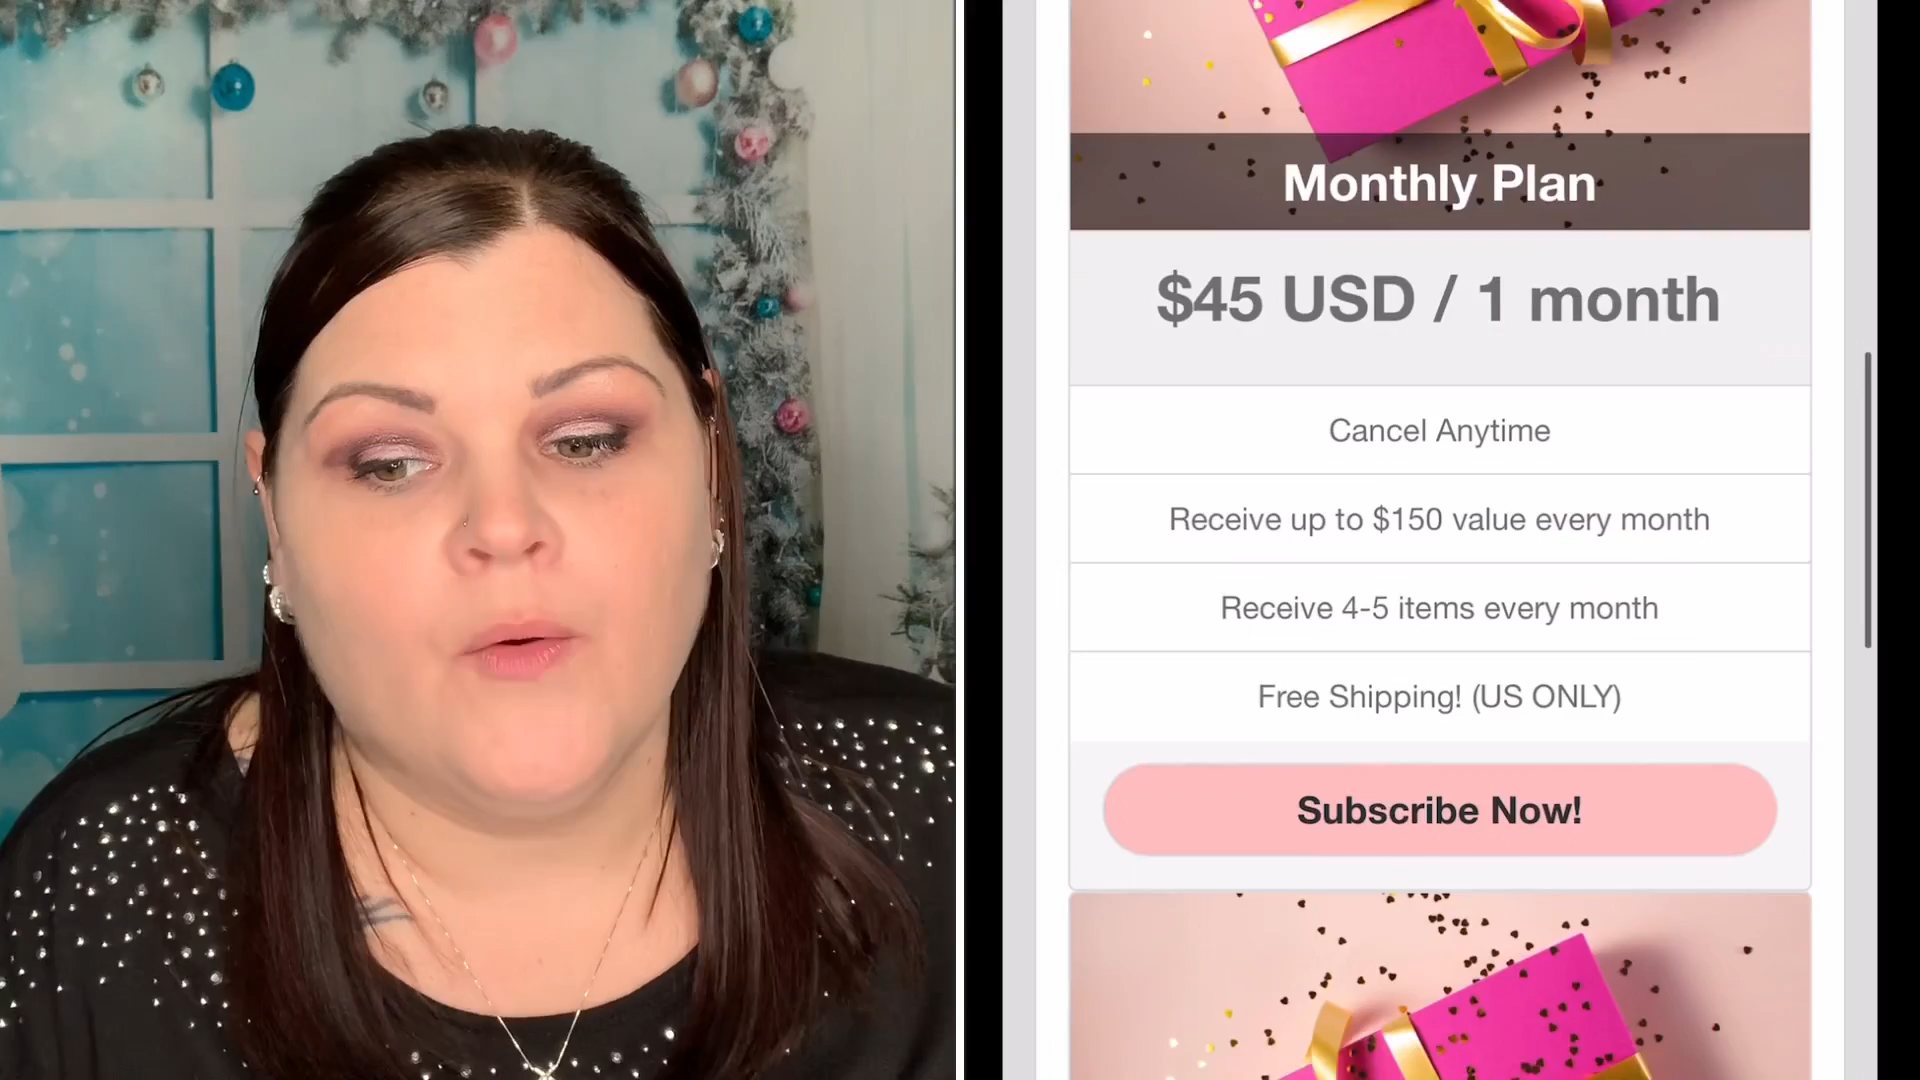 Monthly Plan
$45 USD / 1 month
Cancel Anytime
Receive up to $150 value every month
Receive 4-5 items every month
Free Shipping! (US ONLY)
Subscribe Now!